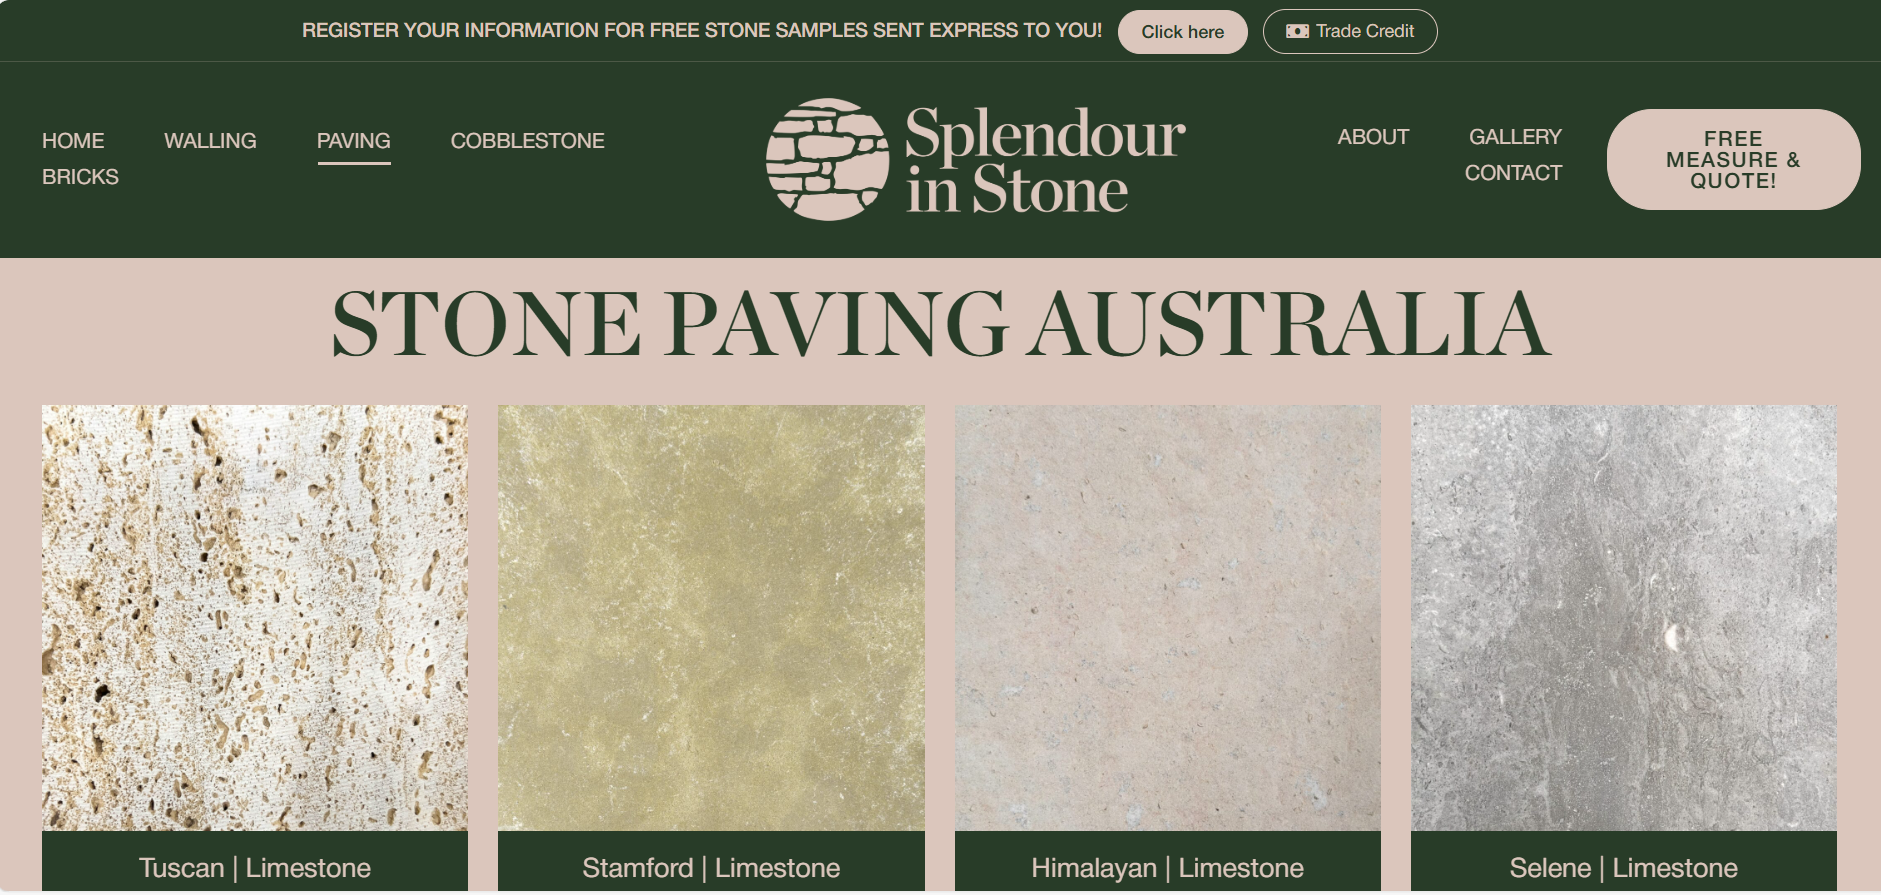 REGISTER YOUR INFORMATION FOR FREE STONE SAMPLES SENT EXPRESS TO YOU!
Click here
Trade Credit
HOME
WALLING
PAVING
COBBLESTONE
BRICKS
Splendour
in Stone
ABOUT
GALLERY
CONTACT
FREE
MEASURE &
QUOTE!
STONE PAVING AUSTRALIA
Tuscan | Limestone
Stamford | Limestone
Himalayan | Limestone
Selene | Limestone